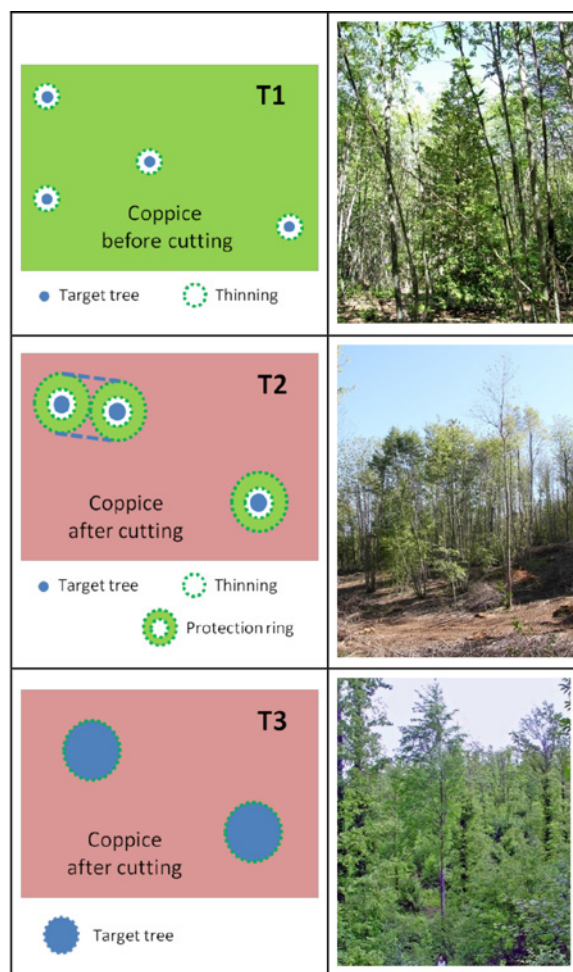 T1
Coppice
before cutting
Target tree
Thinning
T2
Coppice
after cutting
Target tree
Thinning
Protection ring
T3
Coppice
after cutting
Target tree